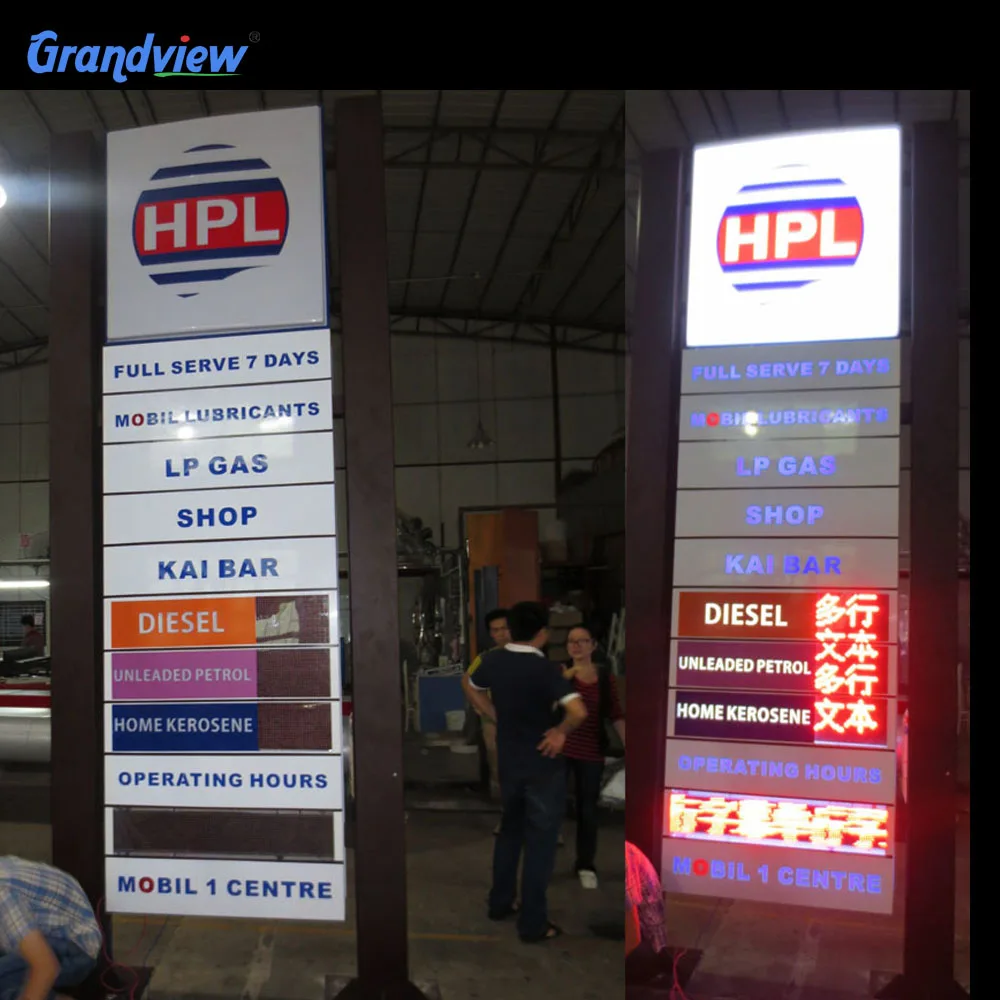 Grandview®
HPL
FULL SERVE 7 DAYS
MOBIL LUBRICANTS
LP GAS
SHOP
KAI BAR
DIESEL
UNLEADED PETROL
HOME KEROSENE
OPERATING HOURS
MOBIL 1 CENTRE
HPL
FULL SERVE 7 DAYS
MOBIL LUBRICANTS
LP GAS
SHOP
KAI BAR
DIESEL 多行
文本
UNLEADED PETROL 多行
HOME KEROSENE 文本
OPERATING HOURS
MOBIL 1 CENTRE